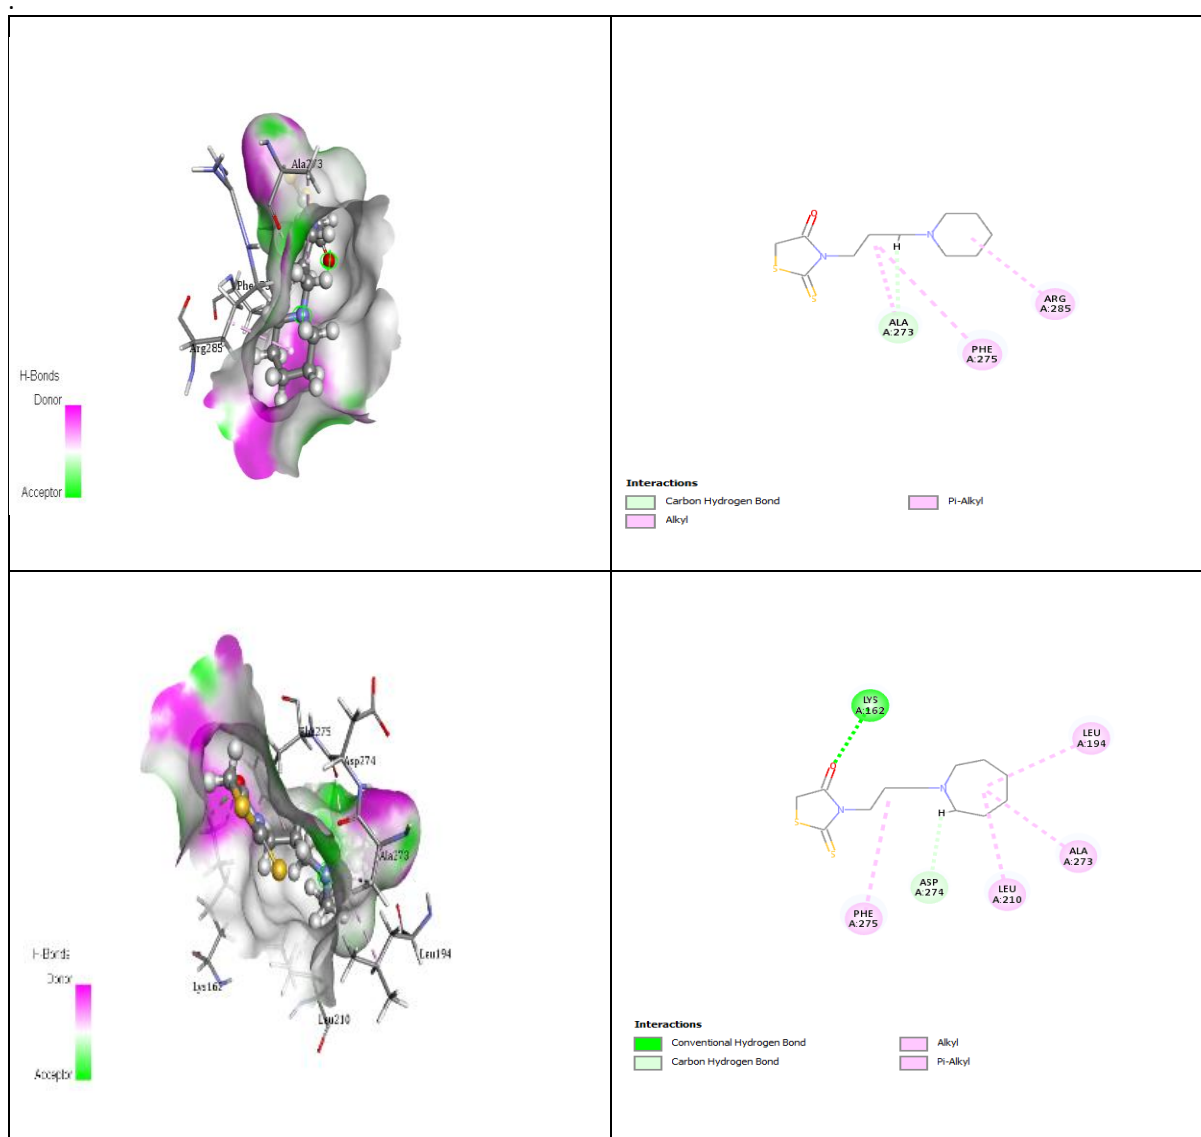 .
Ala273
Phe275
Arg285
H-Bonds
Donor
Acceptor
O
N
N
H
S
S
ALA
A:273
PHE
A:275
ARG
A:285
Interactions
Carbon Hydrogen Bond
Pi-Alkyl
Alkyl
Phe275
Asp274
Ala273
Leu194
Lys162
Leu210
H-Bonds
Donor
Acceptor
LYS
A:162
LEU
A:194
O
N
N
H
S
S
ALA
A:273
ASP
A:274
LEU
A:210
PHE
A:275
Interactions
Conventional Hydrogen Bond
Alkyl
Carbon Hydrogen Bond
Pi-Alkyl